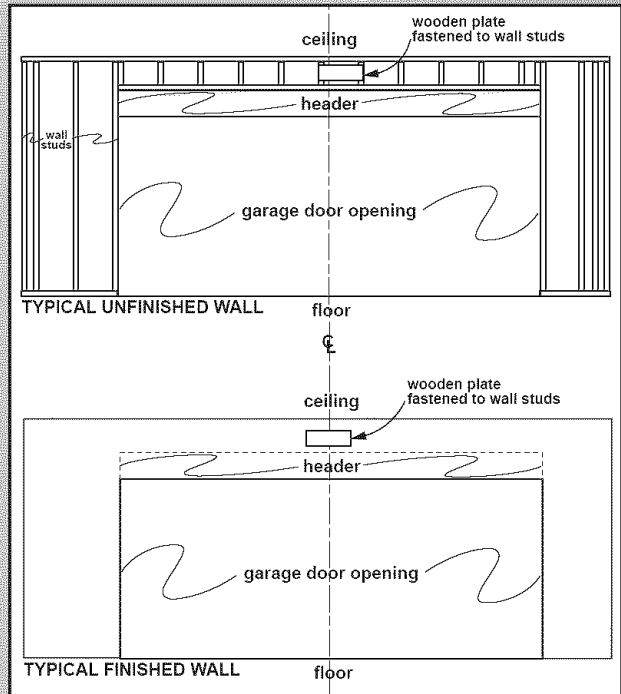 wooden plate
fastened to wall studs
ceiling
header
wall
studs
garage door opening
TYPICAL UNFINISHED WALL
floor
℄
wooden plate
fastened to wall studs
ceiling
header
garage door opening
TYPICAL FINISHED WALL
floor